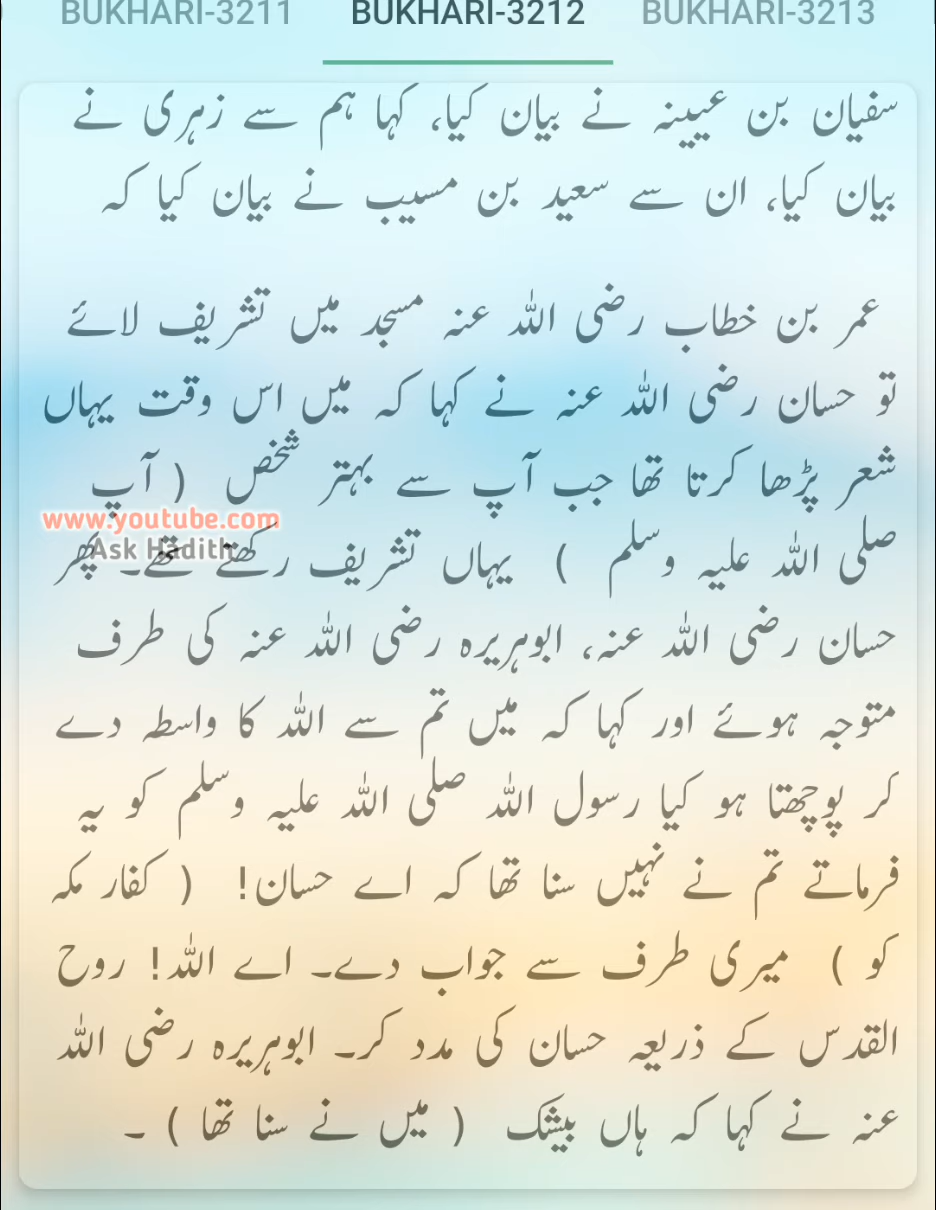 BUKHARI-3211 BUKHARI-3212 BUKHARI-3213
سفیان بن عیینہ نے بیان کیا، کہا ہم سے زہری نے
بیان کیا، ان سے سعید بن مسیب نے بیان کیا کہ
عمر بن خطاب رضی اللہ عنہ مسجد میں تشریف لائے
تو حسان رضی اللہ عنہ نے کہا کہ میں اس وقت یہاں
شعر پڑھا کرتا تھا جب آپ سے بہتر شخص ( آپ
www.youtube.com
Ask Hadith
صلی اللہ علیہ وسلم ) یہاں تشریف رکھتے تھے۔ پھر
حسان رضی اللہ عنہ، ابوہریرہ رضی اللہ عنہ کی طرف
متوجہ ہوئے اور کہا کہ میں تم سے اللہ کا واسطہ دے
کر پوچھتا ہو کیا رسول اللہ صلی اللہ علیہ وسلم کو یہ
فرماتے تم نے نہیں سنا تھا کہ اے حسان! ( کفار مکہ
کو ) میری طرف سے جواب دے۔ اے اللہ! روح
القدس کے ذریعہ حسان کی مدد کر۔ ابوہریرہ رضی اللہ
عنہ نے کہا کہ ہاں بیشک ( میں نے سنا تھا ) ۔